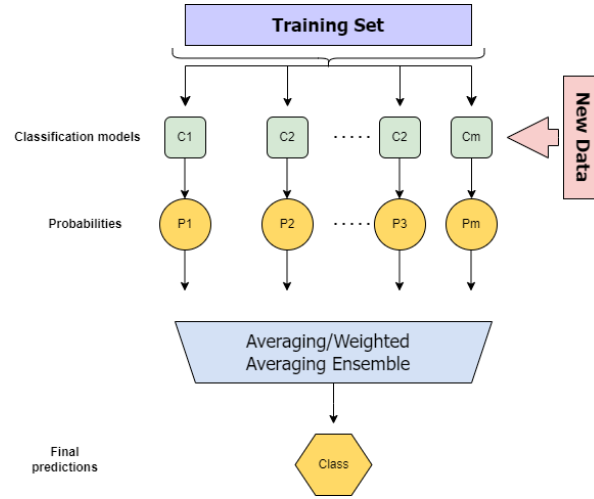 Training Set
Classification models
C1
C2
.....
C2
Cm
New Data
Probabilities
P1
P2
.....
P3
Pm
Averaging/Weighted
Averaging Ensemble
Final
predictions
Class